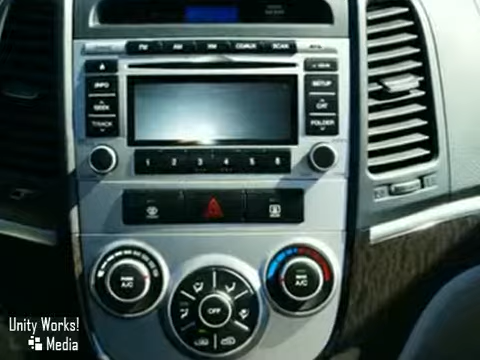 FM AM XM CD/AUX SCAN
INFO
SETUP
SEEK
CAT
TRACK
FOLDER
1 2 3 4 5 6
A/C
OFF
A/C
Unity Works!
Media